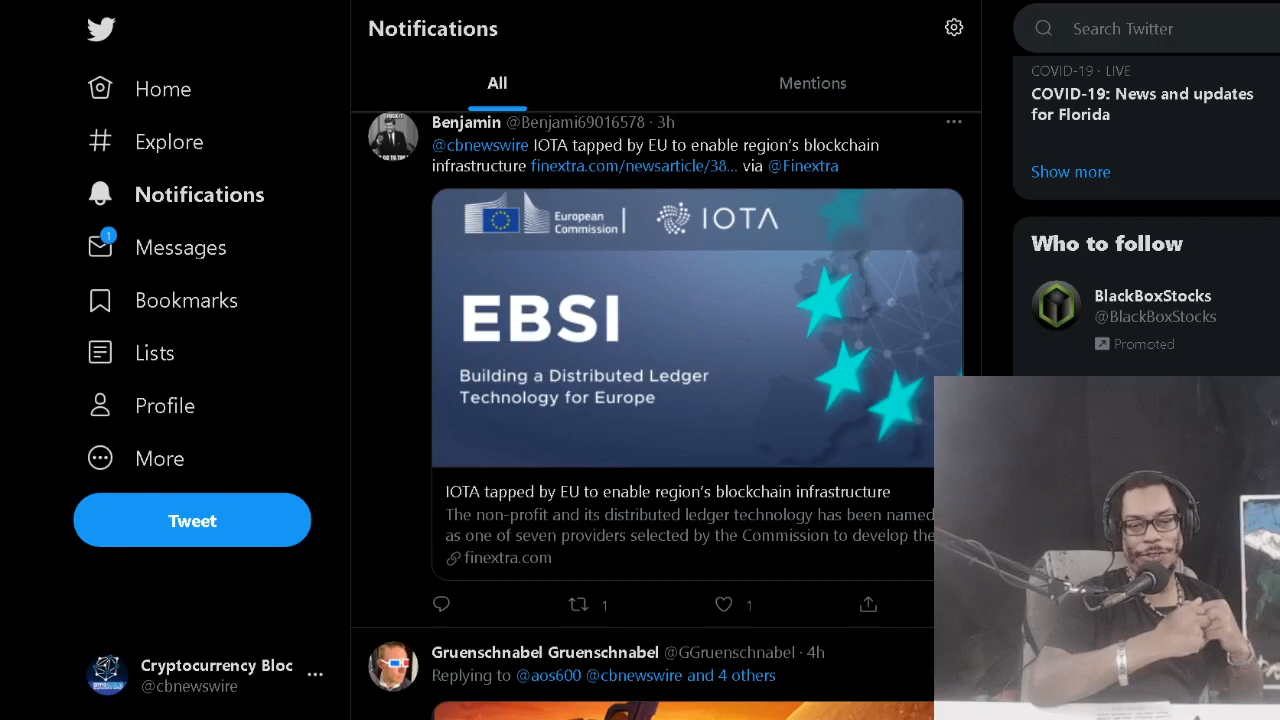 Home
Explore
Notifications
1
Messages
Bookmarks
Lists
Profile
More
Tweet
Cryptocurrency Bloc
@cbnewswire
Notifications
All
Mentions
Benjamin @Benjami69016578 · 3h
@cbnewswire IOTA tapped by EU to enable region’s blockchain
infrastructure finextra.com/newsarticle/38... via @Finextra
European
Commission
IOTA
EBSI
Building a Distributed Ledger
Technology for Europe
IOTA tapped by EU to enable region’s blockchain infrastructure
The non-profit and its distributed ledger technology has been named
as one of seven providers selected by the Commission to develop the
finextra.com
1
1
Gruenschnabel Gruenschnabel @GGruenschnabel · 4h
Replying to @aos600 @cbnewswire and 4 others
Search Twitter
COVID-19 · LIVE
COVID-19: News and updates
for Florida
Show more
Who to follow
BlackBoxStocks
@BlackBoxStocks
Promoted